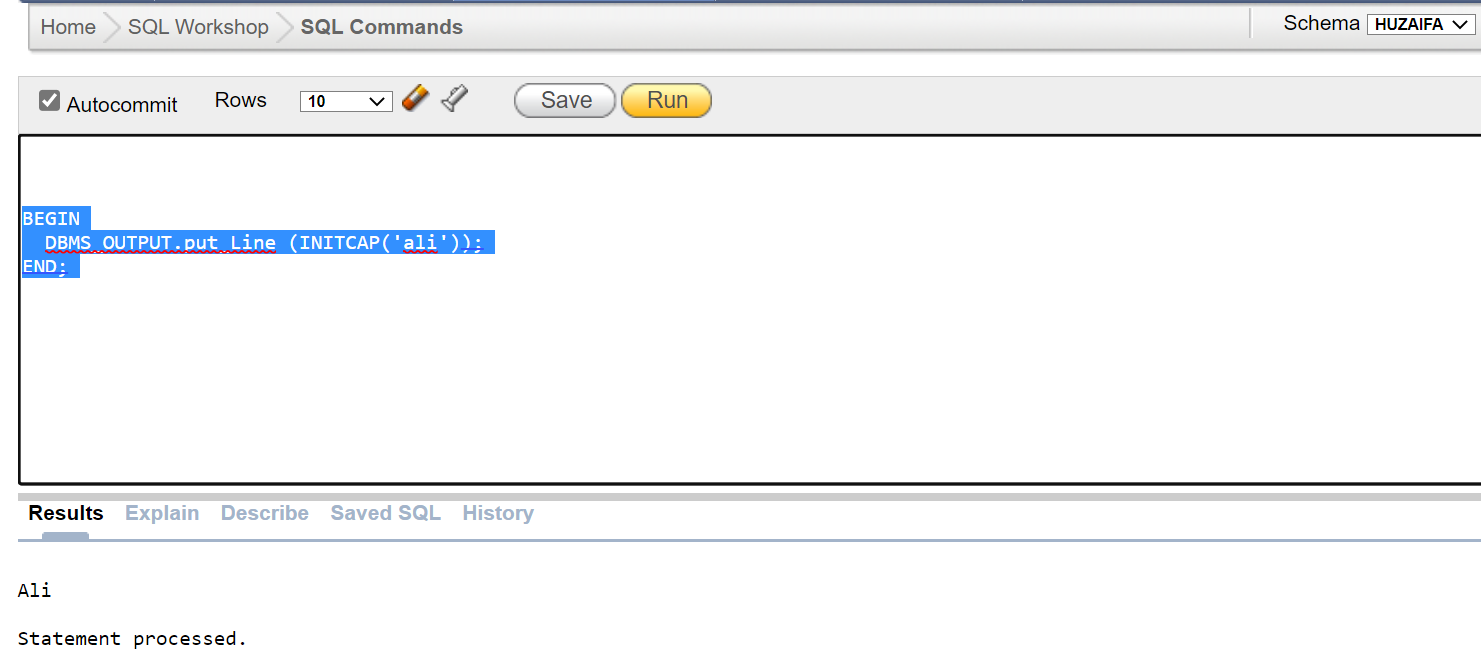 Home SQL Workshop SQL Commands Schema HUZAIFA
Autocommit Rows 10 Save Run
BEGIN
DBMS_OUTPUT.put_Line (INITCAP('ali'));
END;
Results Explain Describe Saved SQL History
Ali
Statement processed.